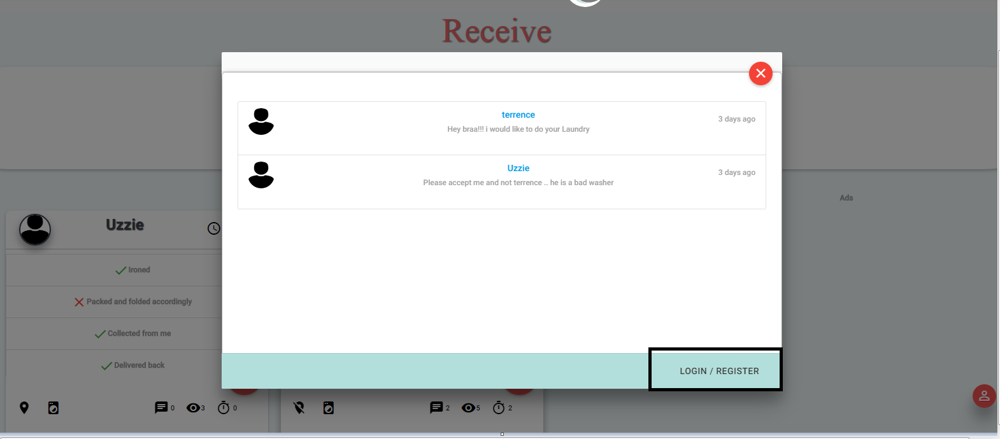 Receive
terrence
3 days ago
Hey braa!!! i would like to do your Laundry
Uzzie
3 days ago
Please accept me and not terrence .. he is a bad washer
Ads
Uzzie
Ironed
Packed and folded accordingly
Collected from me
Delivered back
LOGIN / REGISTER
0 3 0
2 5 2